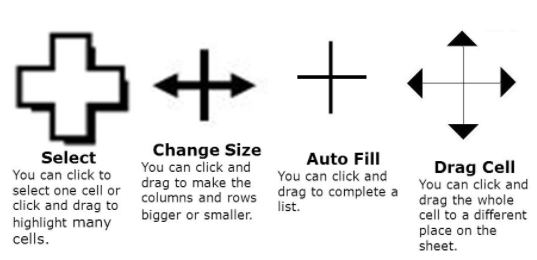 Select
You can click to
select one cell or
click and drag to
highlight many
cells.
Change Size
You can click and
drag to make the
columns and rows
bigger or smaller.
Auto Fill
You can click and
drag to complete a
list.
Drag Cell
You can click and
drag the whole
cell to a different
place on the
sheet.